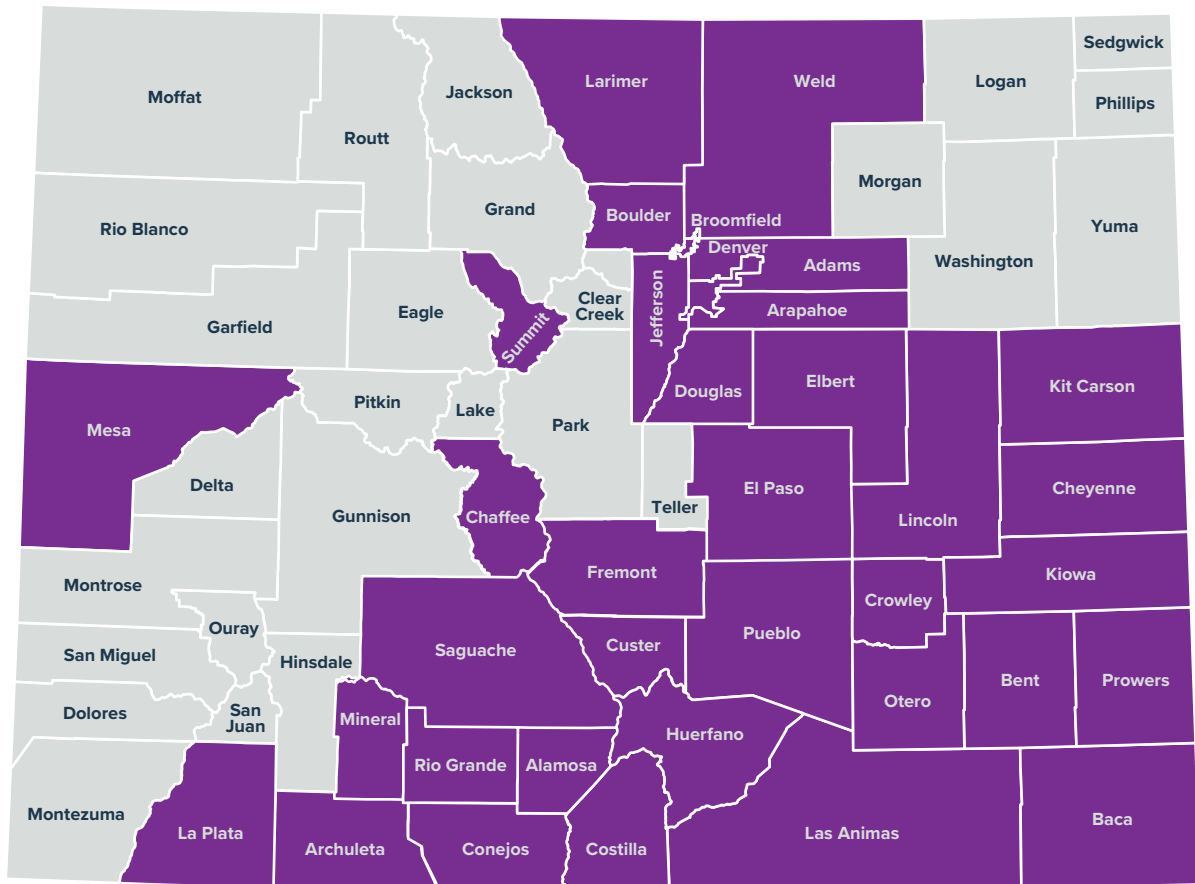 Sedgwick
Larimer
Weld
Logan
Jackson
Moffat
Phillips
Routt
Morgan
Grand
Boulder
Broomfield
Rio Blanco
Yuma
Denver
Adams
Washington
Clear
Creek
Jefferson
Arapahoe
Eagle
Garfield
Summit
Elbert
Kit Carson
Douglas
Pitkin
Lake
Park
Mesa
Delta
El Paso
Cheyenne
Teller
Gunnison
Chaffee
Lincoln
Fremont
Kiowa
Montrose
Crowley
Ouray
Pueblo
Custer
Saguache
San Miguel
Hinsdale
Bent
Prowers
Otero
Dolores
San
Juan
Mineral
Huerfano
Rio Grande
Alamosa
Montezuma
La Plata
Archuleta
Conejos
Costilla
Las Animas
Baca